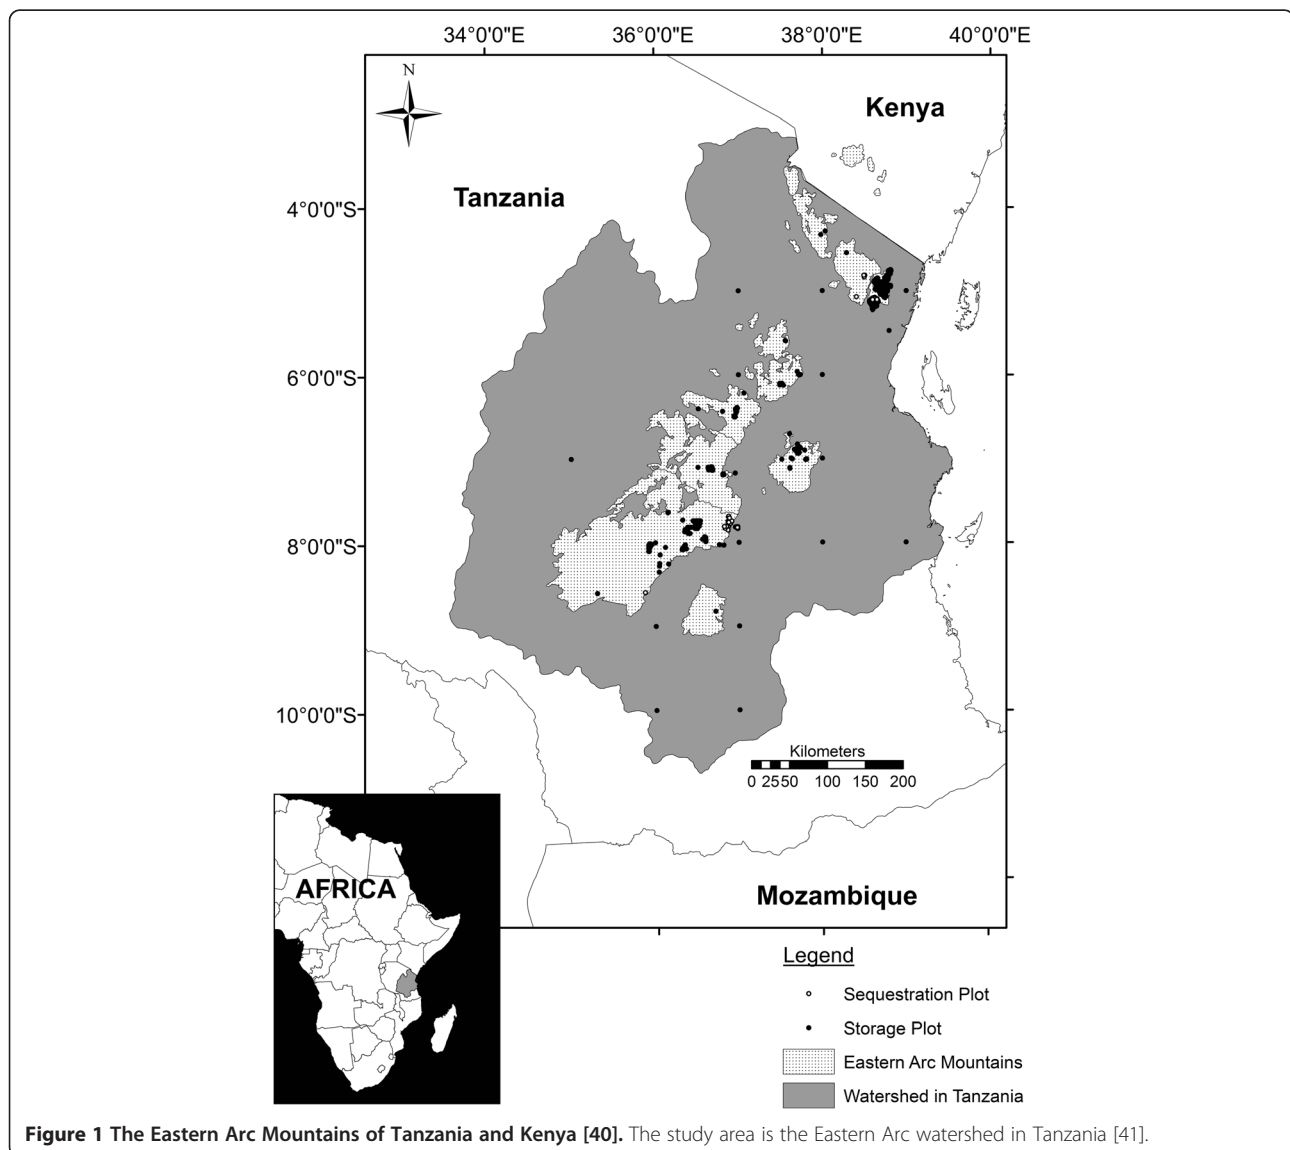 34°0'0"E 36°0'0"E 38°0'0"E 40°0'0"E
N
Kenya
Tanzania
4°0'0"S
6°0'0"S
8°0'0"S
10°0'0"S
Kilometers
0 25 50 100 150 200
AFRICA
Mozambique
Legend
Sequestration Plot
Storage Plot
Eastern Arc Mountains
Watershed in Tanzania
Figure 1 The Eastern Arc Mountains of Tanzania and Kenya [40]. The study area is the Eastern Arc watershed in Tanzania [41].